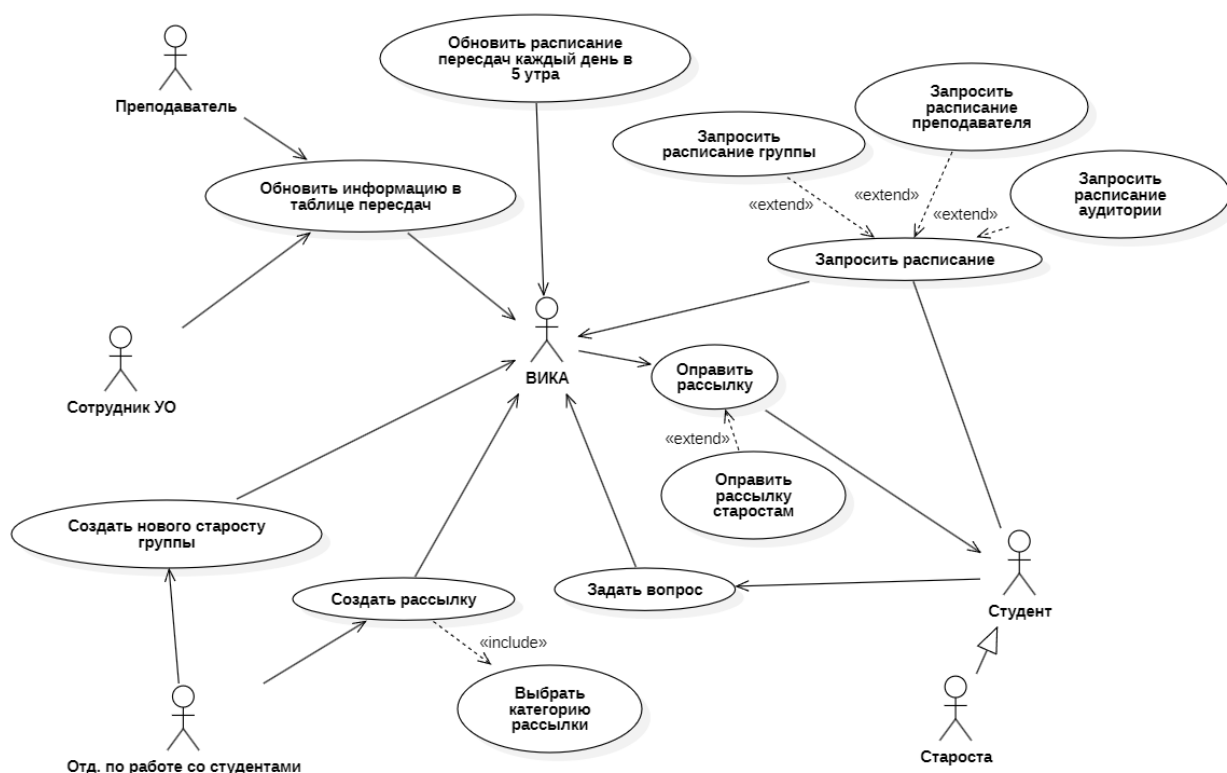 Преподаватель
Обновить расписание
пересдач каждый день в
5 утра
Запросить
расписание группы
Запросить
расписание
преподавателя
Запросить
расписание
аудитории
Обновить информацию в
таблице пересдач
«extend»
«extend»
«extend»
Запросить расписание
Сотрудник УО
ВИКА
Оправить
рассылку
«extend»
Оправить
рассылку
старостам
Создать нового старосту
группы
Создать рассылку
Задать вопрос
Студент
«include»
Выбрать
категорию
рассылки
Отд. по работе со студентами
Староста